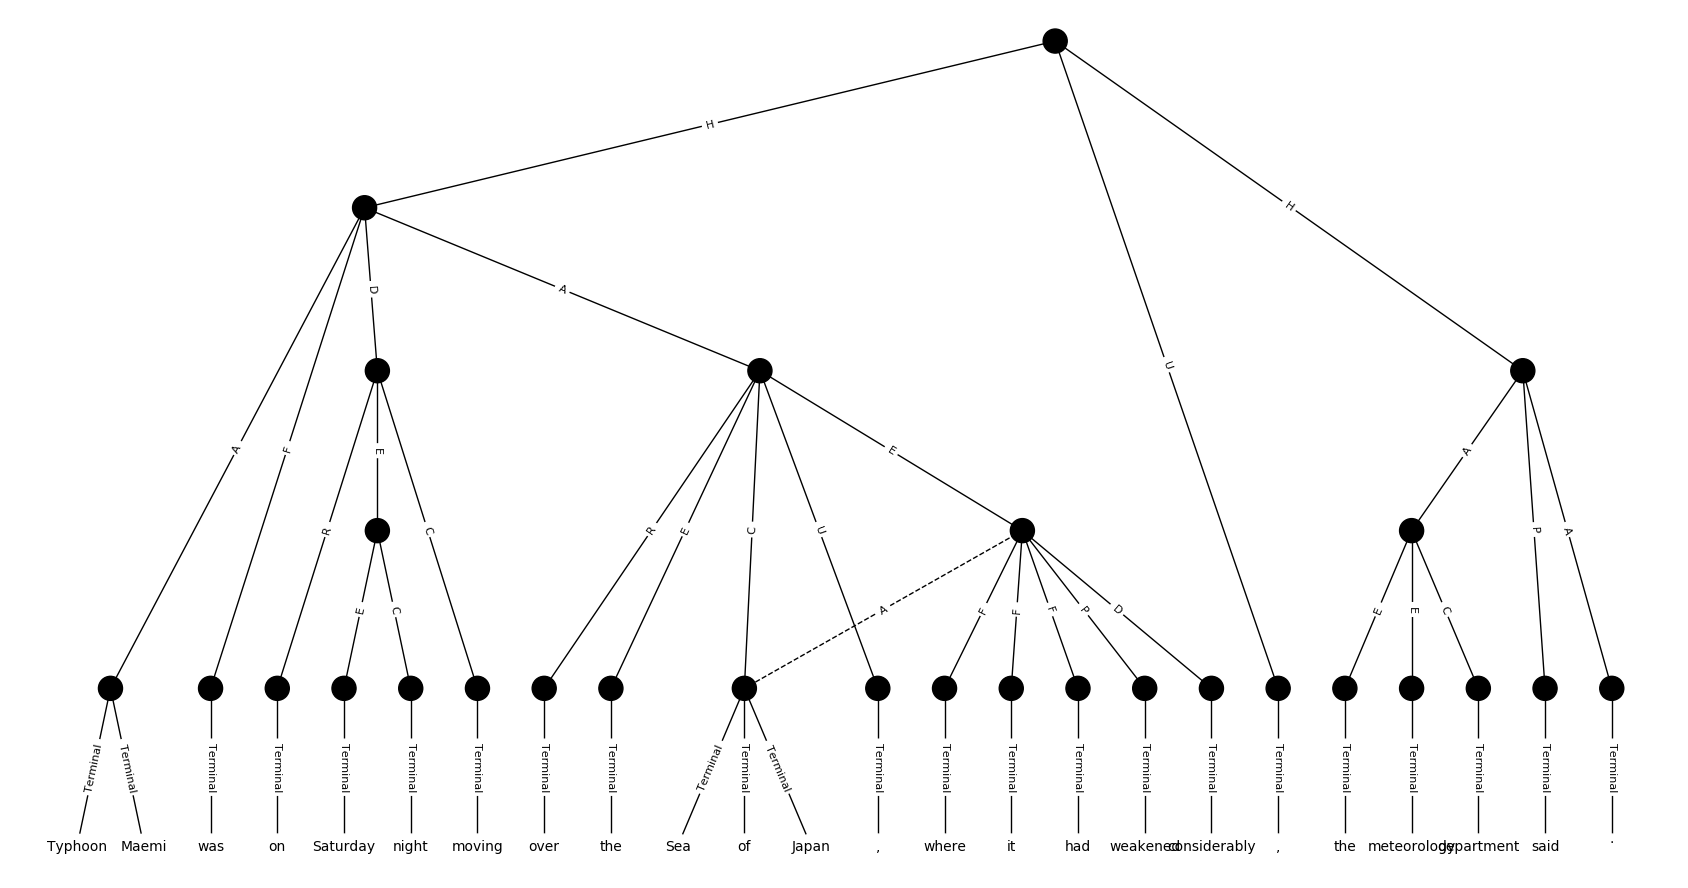 H
H
U
D
A
A
F
E
A
R
E
C
R
E
C
U
P
A
E
C
A
F
F
F
P
D
E
E
C
Terminal Terminal Terminal Terminal Terminal Terminal Terminal Terminal Terminal Terminal Terminal Terminal Terminal Terminal Terminal Terminal Terminal Terminal Terminal Terminal Terminal Terminal Terminal Terminal
Typhoon Maemi was on Saturday night moving over the Sea of Japan , where it had weakened considerably , the meteorology department said .